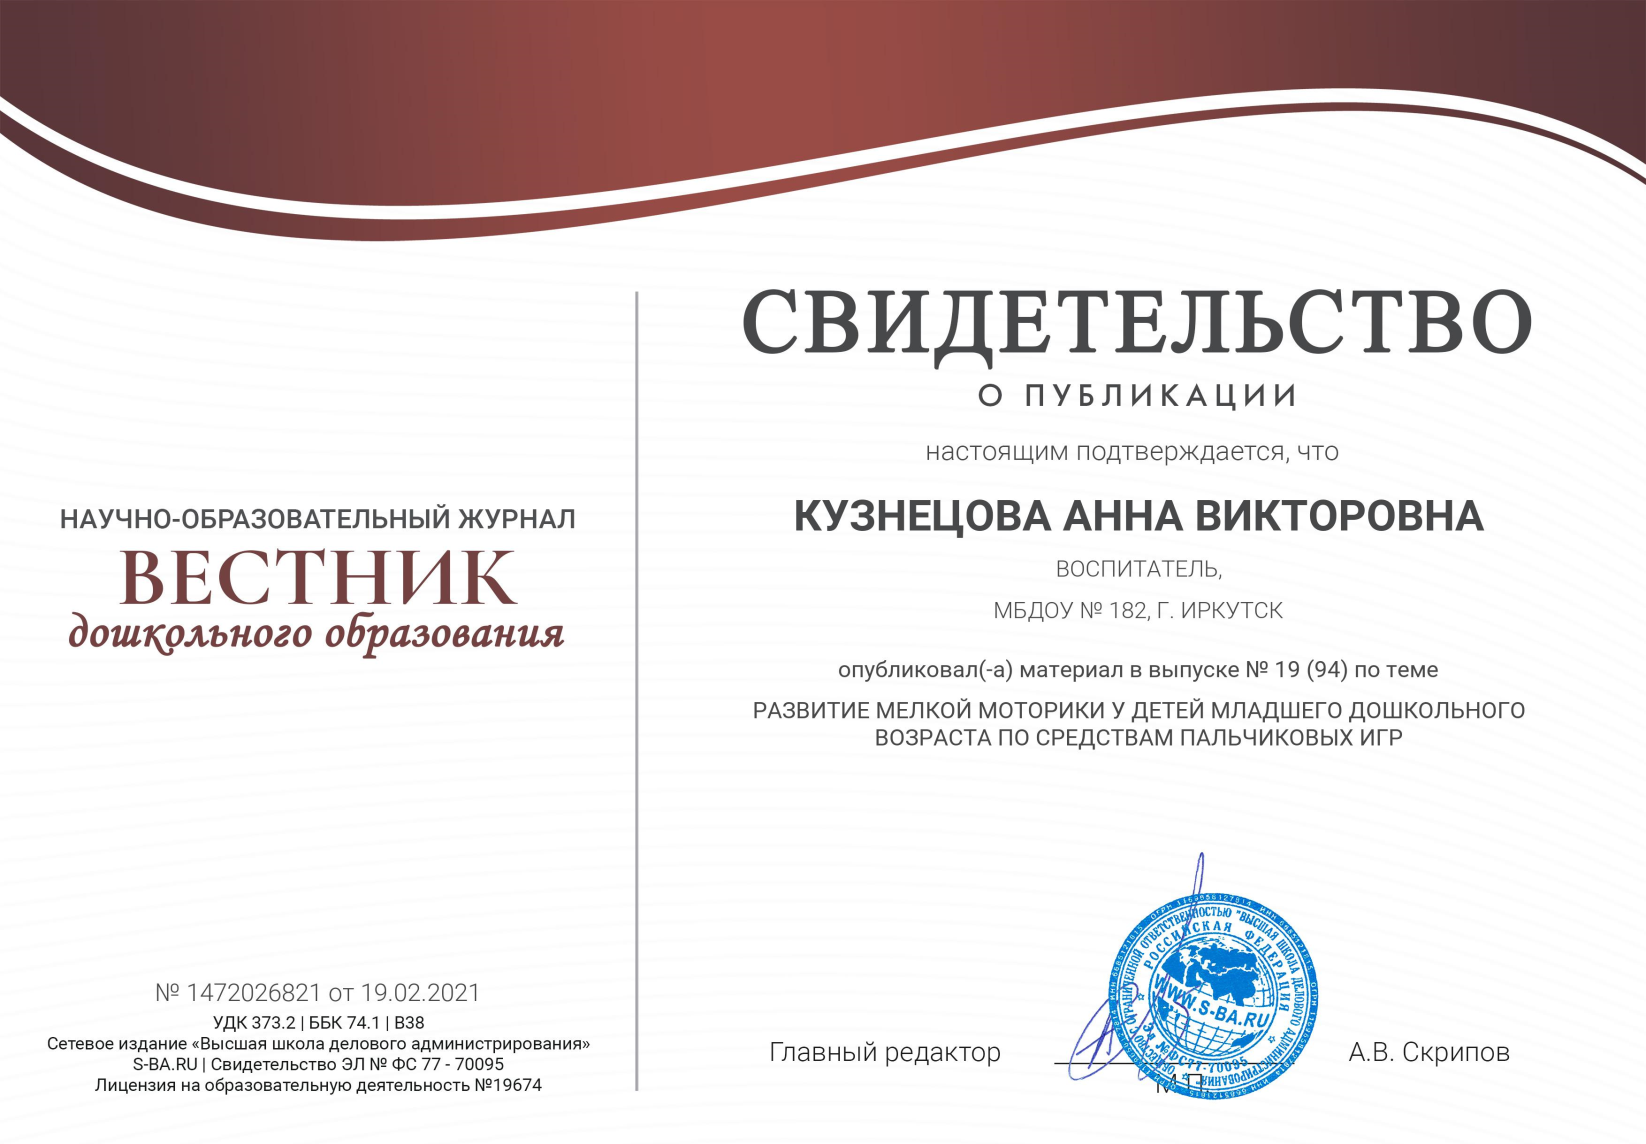 НАУЧНО-ОБРАЗОВАТЕЛЬНЫЙ ЖУРНАЛ
ВЕСТНИК
дошкольного образования
№ 1472026821 от 19.02.2021
УДК 373.2 | ББК 74.1 | В38
Сетевое издание «Высшая школа делового администрирования»
S-BA.RU | Свидетельство ЭЛ № ФС 77 - 70095
Лицензия на образовательную деятельность №19674
СВИДЕТЕЛЬСТВО
О ПУБЛИКАЦИИ
настоящим подтверждается, что
КУЗНЕЦОВА АННА ВИКТОРОВНА
ВОСПИТАТЕЛЬ,
МБДОУ № 182, Г. ИРКУТСК
опубликовал(-а) материал в выпуске № 19 (94) по теме
РАЗВИТИЕ МЕЛКОЙ МОТОРИКИ У ДЕТЕЙ МЛАДШЕГО ДОШКОЛЬНОГО
ВОЗРАСТА ПО СРЕДСТВАМ ПАЛЬЧИКОВЫХ ИГР
Главный редактор
А.В. Скрипов
М.П.
РОССИЙСКАЯ ФЕДЕРАЦИЯ
WWW.S-BA.RU
Эл №ФС77-70095